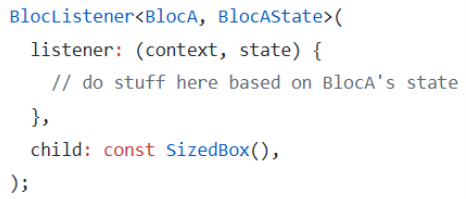 BlocListener<BlocA, BlocAState>(
  listener: (context, state) {
    // do stuff here based on BlocA's state
  },
  child: const SizedBox(),
);